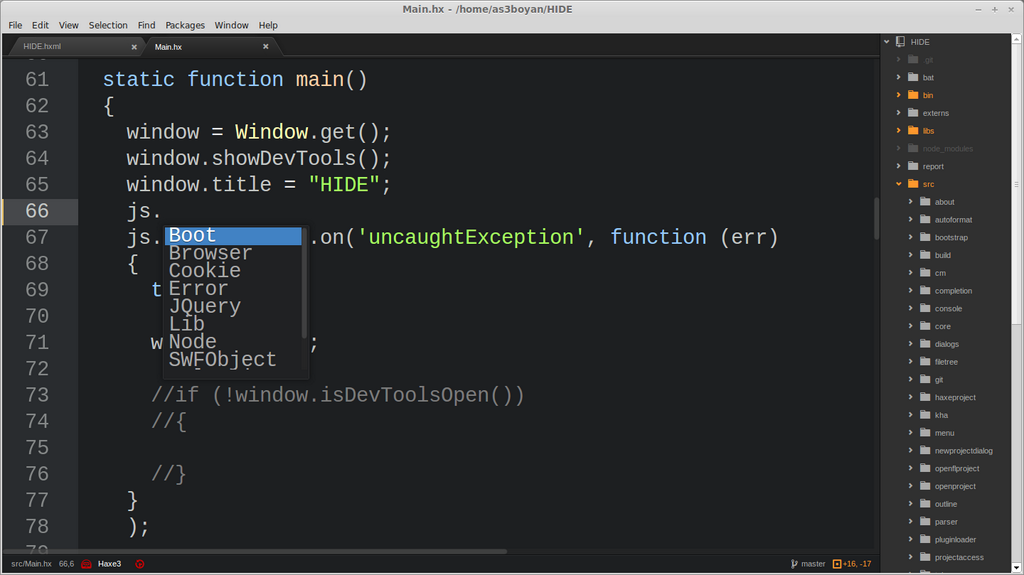 Main.hx - /home/as3boyan/HIDE
File Edit View Selection Find Packages Window Help
HIDE.hxml
Main.hx
61 static function main()
62 {
63 window = Window.get();
64 window.showDevTools();
65 window.title = "HIDE";
66 js.
67 js. .on('uncaughtException', function (err)
68 {
69 t
70
71 w ;
72
73 //if (!window.isDevToolsOpen())
74 //{
75
76 //}
77 }
78 );
79
Boot
Browser
Cookie
Error
JQuery
Lib
Node
SWFObject
HIDE
.git
bat
bin
externs
libs
node_modules
report
src
about
autoformat
bootstrap
build
cm
completion
console
core
dialogs
filetree
git
haxeproject
kha
menu
newprojectdialog
openflproject
openproject
outline
parser
pluginloader
projectaccess
src/Main.hx 66,6 Haxe3
master +16, -17